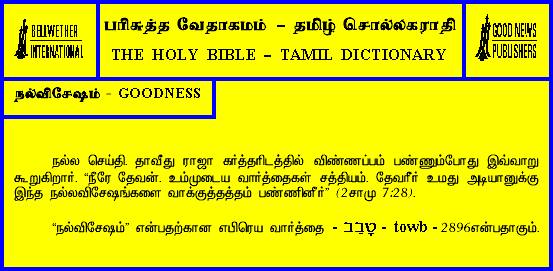 BELLWETHER
INTERNATIONAL
பரிசுத்த வேதாகமம் – தமிழ் சொல்லகராதி
THE HOLY BIBLE – TAMIL DICTIONARY
GOOD NEWS
PUBLISHERS
நல்விசேஷம் - GOODNESS
நல்ல செய்தி. தாவீது ராஜா கர்த்தரிடத்தில் விண்ணப்பம் பண்ணும்போது இவ்வாறு
கூறுகிறார். “நீரே தேவன். உம்முடைய வார்த்தைகள் சத்தியம். தேவரீர் உமது அடியானுக்கு
இந்த நல்லவிசேஷங்களை வாக்குத்தத்தம் பண்ணினீர்” (2சாமு 7:28).
“நல்விசேஷம்” என்பதற்கான எபிரெய வார்த்தை - - towb - 2896என்பதாகும்.